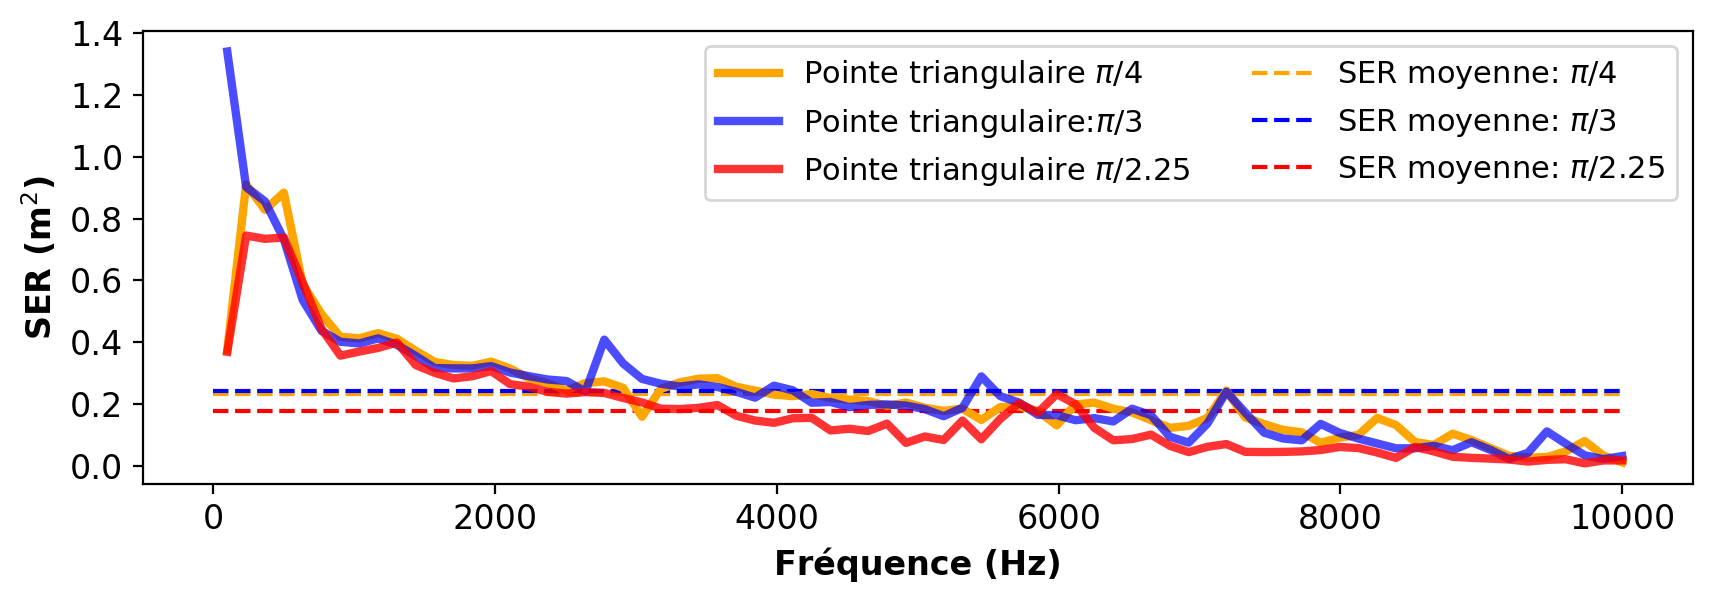 1.4
1.2
1.0
0.8
0.6
0.4
0.2
0.0
SER (m²)
Pointe triangulaire π/4
Pointe triangulaire:π/3
Pointe triangulaire π/2.25
SER moyenne: π/4
SER moyenne: π/3
SER moyenne: π/2.25
0 2000 4000 6000 8000 10000
Fréquence (Hz)